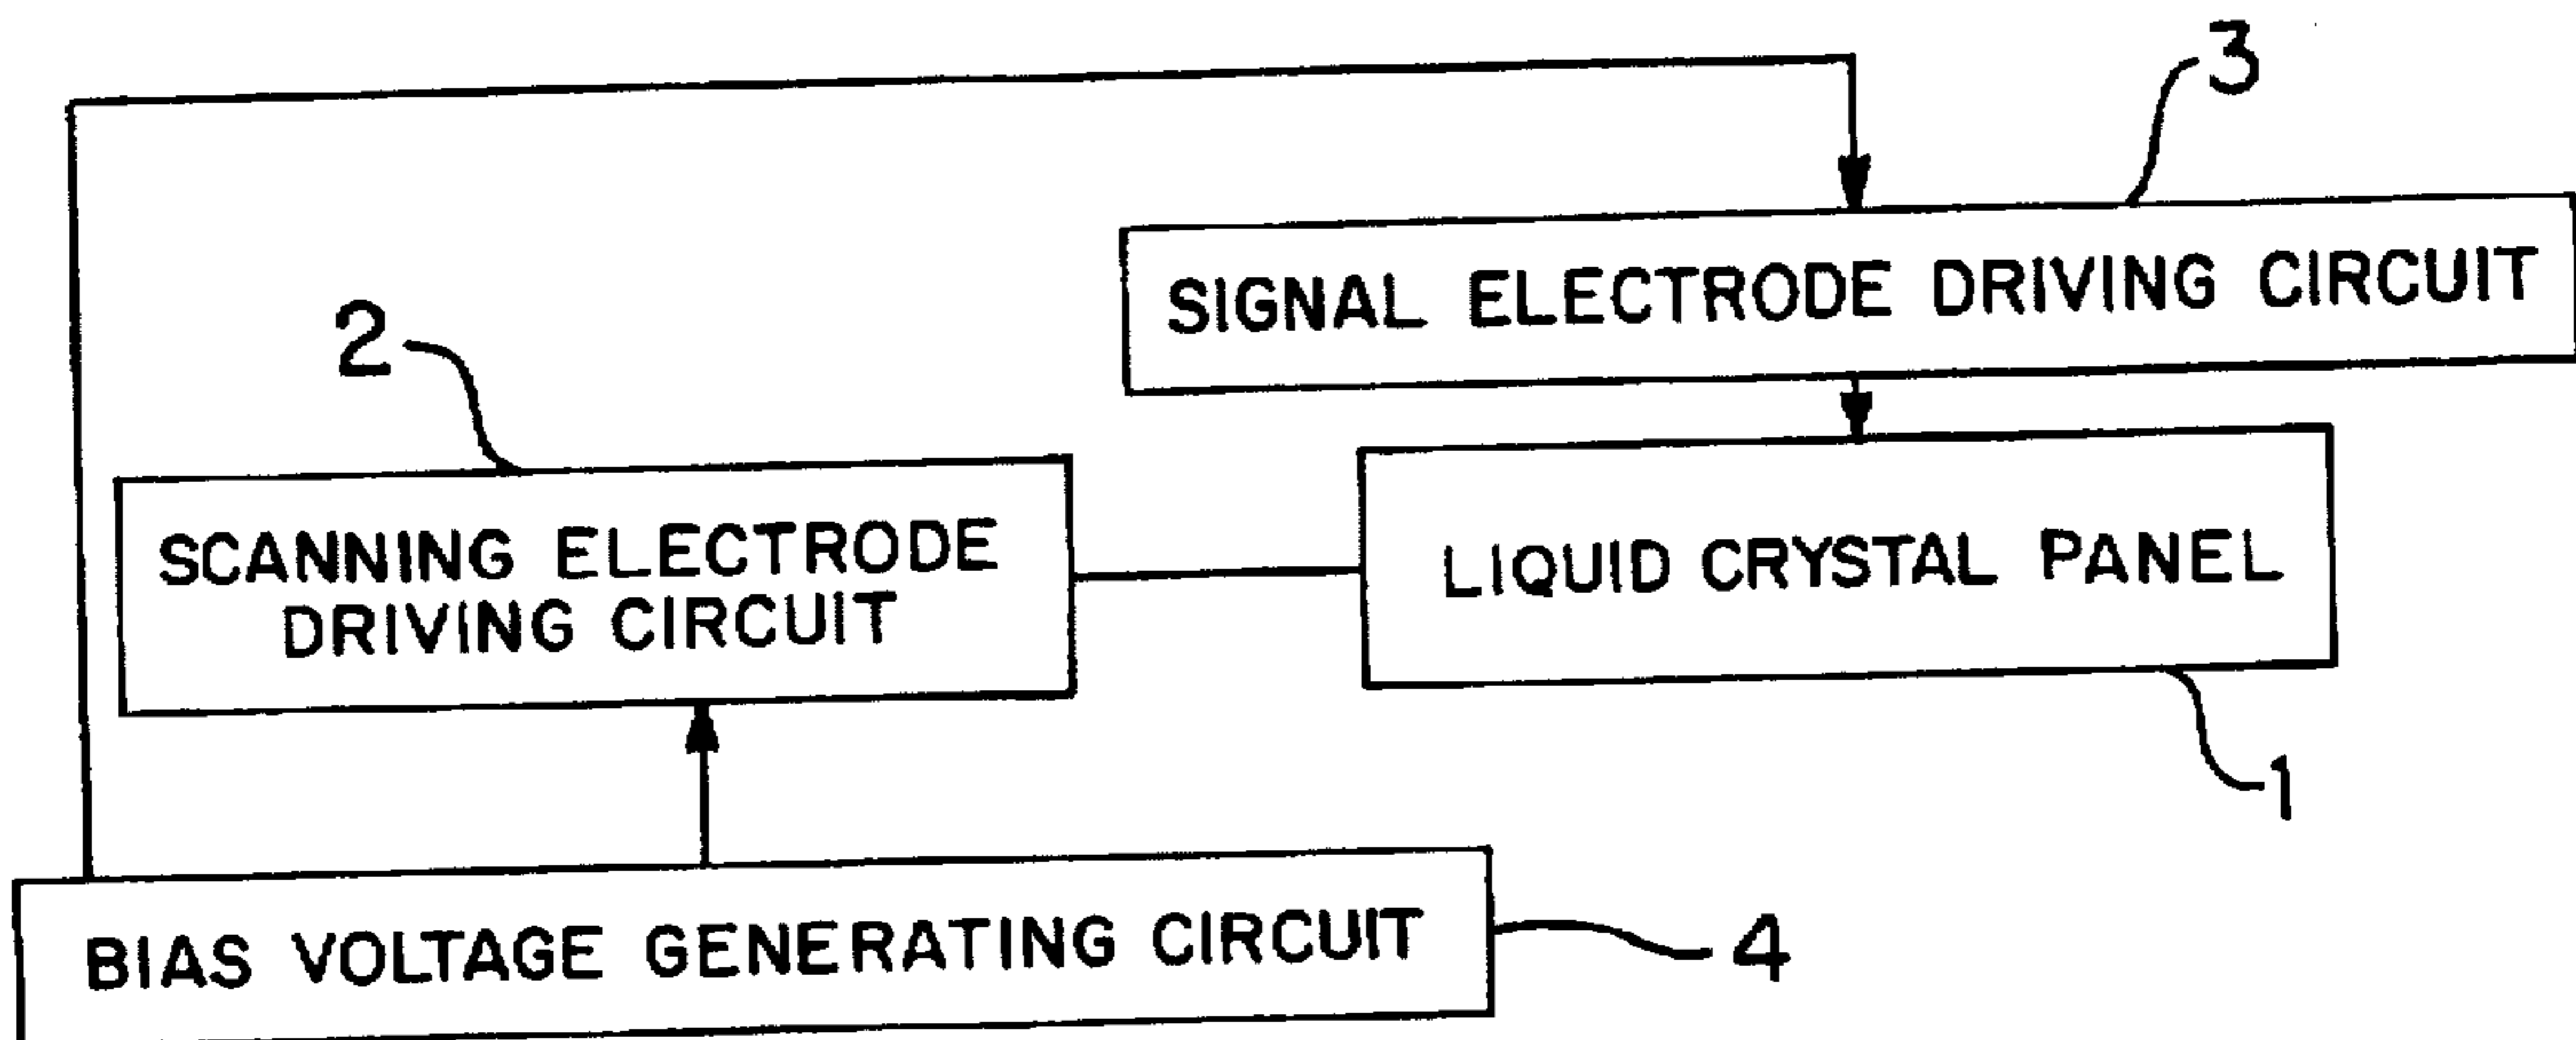 3
SIGNAL ELECTRODE DRIVING CIRCUIT
2
SCANNING ELECTRODE
DRIVING CIRCUIT
LIQUID CRYSTAL PANEL
1
BIAS VOLTAGE GENERATING CIRCUIT
4